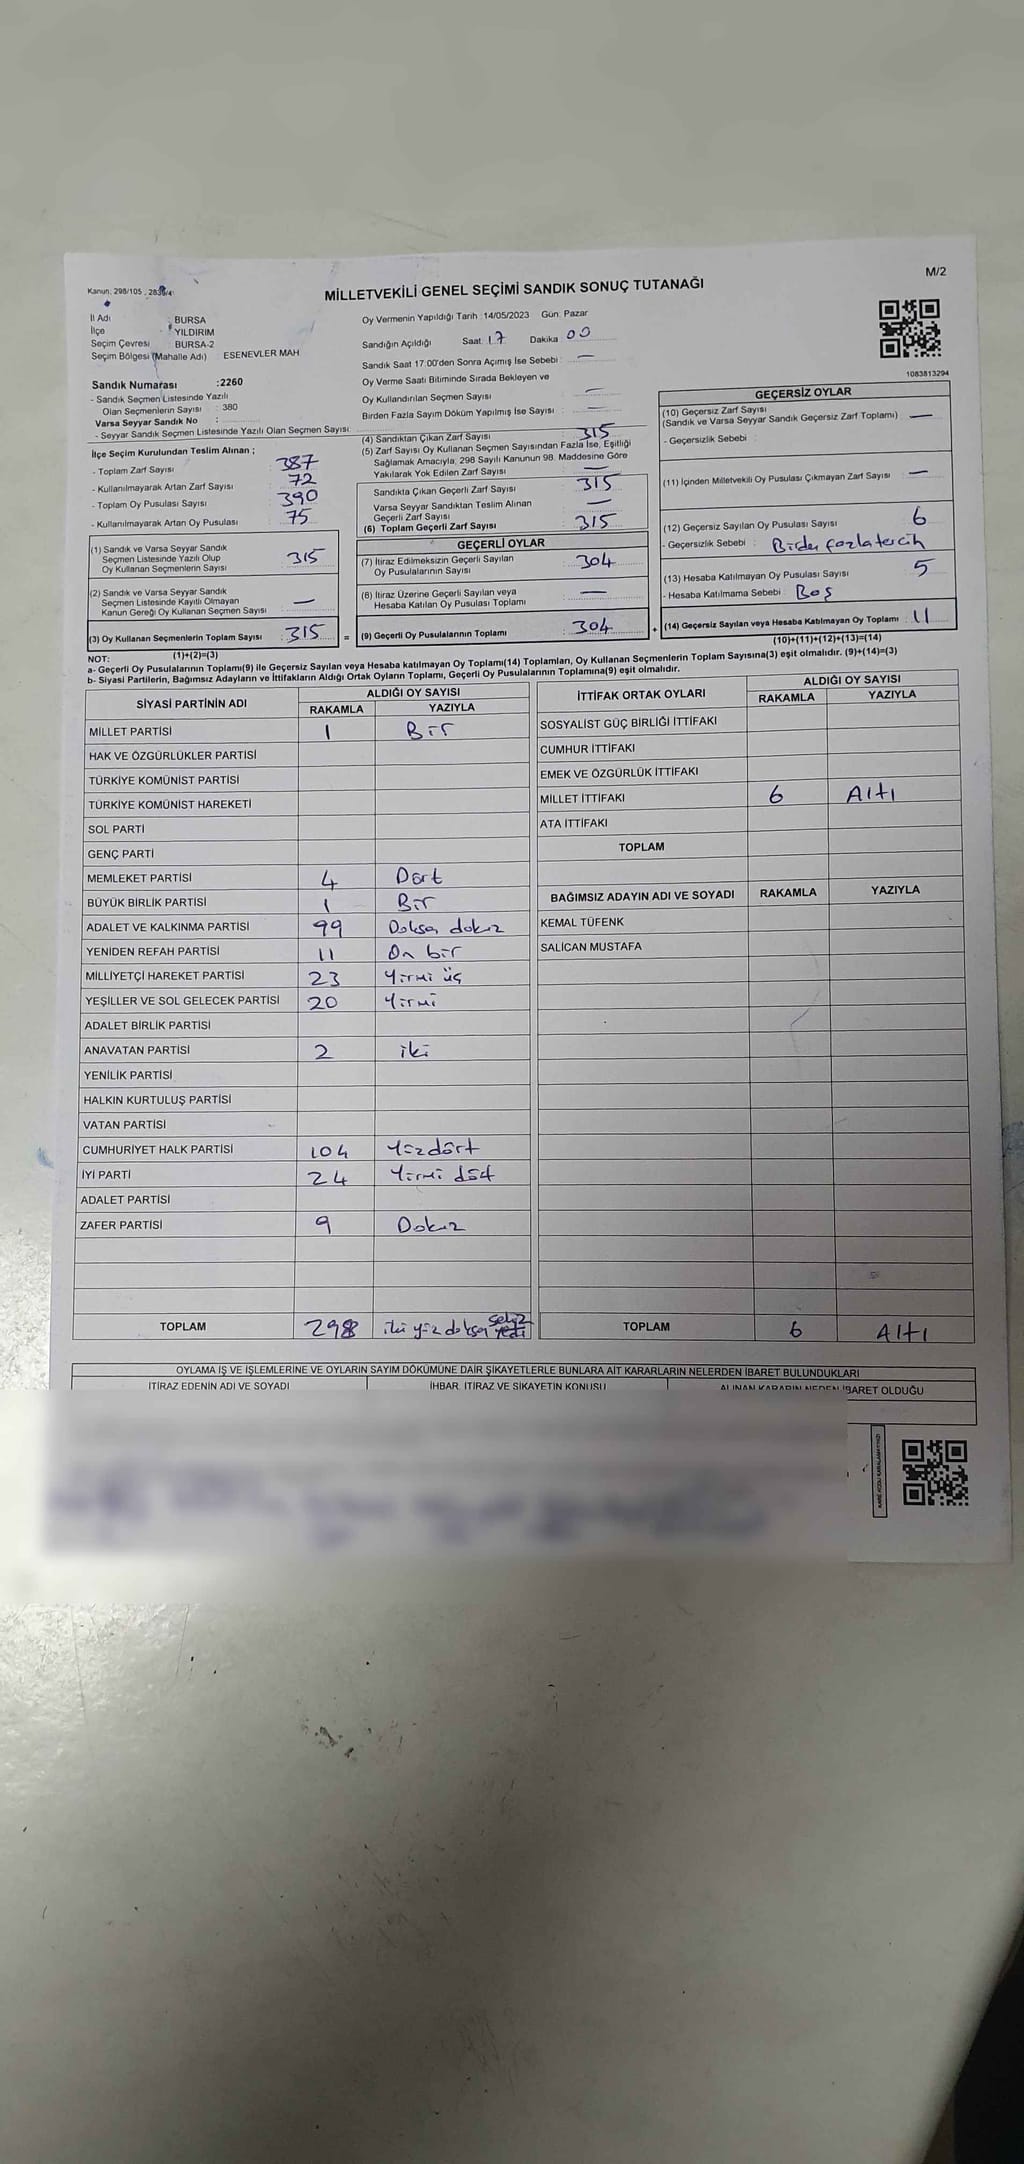 M/2
Kanun: 298/105 , 2839/4
MİLLETVEKİLİ GENEL SEÇİMİ SANDIK SONUÇ TUTANAĞI
İl Adı : BURSA
İlçe : YILDIRIM
Seçim Çevresi : BURSA-2
Seçim Bölgesi (Mahalle Adı) : ESENEVLER MAH
Sandık Numarası :2260
- Sandık Seçmen Listesinde Yazılı
Olan Seçmenlerin Sayısı : 380
Varsa Seyyar Sandık No :
- Seyyar Sandık Seçmen Listesinde Yazılı Olan Seçmen Sayısı:
İlçe Seçim Kurulundan Teslim Alınan ;
- Toplam Zarf Sayısı : 387
- Kullanılmayarak Artan Zarf Sayısı : 72
- Toplam Oy Pusulası Sayısı : 390
- Kullanılmayarak Artan Oy Pusulası : 75
(1) Sandık ve Varsa Seyyar Sandık
Seçmen Listesinde Yazılı Olup
Oy Kullanan Seçmenlerin Sayısı : 315
(2) Sandık ve Varsa Seyyar Sandık
Seçmen Listesinde Kayıtlı Olmayan
Kanun Gereği Oy Kullanan Seçmen Sayısı : —
(3) Oy Kullanan Seçmenlerin Toplam Sayısı : 315 =
(1)+(2)=(3)
Oy Vermenin Yapıldığı Tarih :14/05/2023 Gün: Pazar
Sandığın Açıldığı Saat 17 Dakika 00
Sandık Saat 17.00'den Sonra Açımış İse Sebebi : —
Oy Verme Saati Bitiminde Sırada Bekleyen ve
Oy Kullandırılan Seçmen Sayısı : —
Birden Fazla Sayım Döküm Yapılmış İse Sayısı : —
(4) Sandıktan Çıkan Zarf Sayısı : 315
(5) Zarf Sayısı Oy Kullanan Seçmen Sayısından Fazla İse, Eşitliği
Sağlamak Amacıyla, 298 Sayılı Kanunun 98. Maddesine Göre
Yakılarak Yok Edilen Zarf Sayısı : —
Sandıkta Çıkan Geçerli Zarf Sayısı : 315
Varsa Seyyar Sandıktan Teslim Alınan
Geçerli Zarf Sayısı : —
(6) Toplam Geçerli Zarf Sayısı : 315
GEÇERLİ OYLAR
(7) İtiraz Edilmeksizin Geçerli Sayılan
Oy Pusulalarının Sayısı : 304
(8) İtiraz Üzerine Geçerli Sayılan veya
Hesaba Katılan Oy Pusulası Toplamı : —
(9) Geçerli Oy Pusulalarının Toplamı : 304 +
1083813294
GEÇERSİZ OYLAR
(10) Geçersiz Zarf Sayısı
(Sandık ve Varsa Seyyar Sandık Geçersiz Zarf Toplamı) : —
- Geçersizlik Sebebi :
(11) İçinden Milletvekili Oy Pusulası Çıkmayan Zarf Sayısı : —
(12) Geçersiz Sayılan Oy Pusulası Sayısı : 6
- Geçersizlik Sebebi : Birden fazla tercih
(13) Hesaba Katılmayan Oy Pusulası Sayısı : 5
- Hesaba Katılmama Sebebi : Boş
(14) Geçersiz Sayılan veya Hesaba Katılmayan Oy Toplamı : 11
(10)+(11)+(12)+(13)=(14)
NOT:
a- Geçerli Oy Pusulalarının Toplamı(9) ile Geçersiz Sayılan veya Hesaba katılmayan Oy Toplamı(14) Toplamları, Oy Kullanan Seçmenlerin Toplam Sayısına(3) eşit olmalıdır. (9)+(14)=(3)
b- Siyasi Partilerin, Bağımsız Adayların ve İttifakların Aldığı Ortak Oyların Toplamı, Geçerli Oy Pusulalarının Toplamına(9) eşit olmalıdır.
SİYASİ PARTİNİN ADI ALDIĞI OY SAYISI
RAKAMLA YAZIYLA
MİLLET PARTİSİ 1 Bir
HAK VE ÖZGÜRLÜKLER PARTİSİ
TÜRKİYE KOMÜNİST PARTİSİ
TÜRKİYE KOMÜNİST HAREKETİ
SOL PARTİ
GENÇ PARTİ
MEMLEKET PARTİSİ 4 Dört
BÜYÜK BİRLİK PARTİSİ 1 Bir
ADALET VE KALKINMA PARTİSİ 99 Doksan dokuz
YENİDEN REFAH PARTİSİ 11 On bir
MİLLİYETÇİ HAREKET PARTİSİ 23 Yirmi üç
YEŞİLLER VE SOL GELECEK PARTİSİ 20 Yirmi
ADALET BİRLİK PARTİSİ
ANAVATAN PARTİSİ 2 iki
YENİLİK PARTİSİ
HALKIN KURTULUŞ PARTİSİ
VATAN PARTİSİ
CUMHURİYET HALK PARTİSİ 104 Yüzdört
İYİ PARTİ 24 Yirmi dört
ADALET PARTİSİ
ZAFER PARTİSİ 9 Dokuz
TOPLAM 298 iki yüz doksan sekiz yedi
İTTİFAK ORTAK OYLARI ALDIĞI OY SAYISI
RAKAMLA YAZIYLA
SOSYALİST GÜÇ BİRLİĞİ İTTİFAKI
CUMHUR İTTİFAKI
EMEK VE ÖZGÜRLÜK İTTİFAKI
MİLLET İTTİFAKI 6 Altı
ATA İTTİFAKI
TOPLAM
BAĞIMSIZ ADAYIN ADI VE SOYADI RAKAMLA YAZIYLA
KEMAL TÜFENK
SALİCAN MUSTAFA
TOPLAM 6 Altı
OYLAMA İŞ VE İŞLEMLERİNE VE OYLARIN SAYIM DÖKÜMÜNE DAİR ŞİKAYETLERLE BUNLARA AİT KARARLARIN NELERDEN İBARET BULUNDUKLARI
İTİRAZ EDENİN ADI VE SOYADI İHBAR, İTİRAZ VE ŞİKAYETİN KONUSU ALINAN KARARIN NEDEN İBARET OLDUĞU